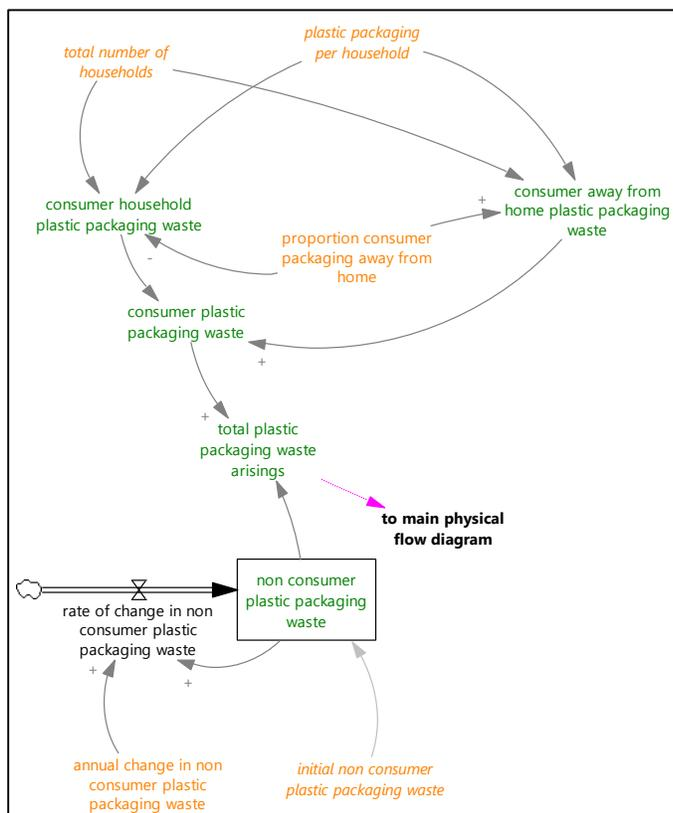 total number of
households
plastic packaging
per household
consumer household
plastic packaging waste
+
consumer away from
home plastic packaging
waste
proportion consumer
packaging away from
home
-
consumer plastic
packaging waste
+
+
total plastic
packaging waste
arisings
to main physical
flow diagram
non consumer
plastic packaging
waste
rate of change in non
consumer plastic
packaging waste
+
+
annual change in non
consumer plastic
packaging waste
initial non consumer
plastic packaging waste